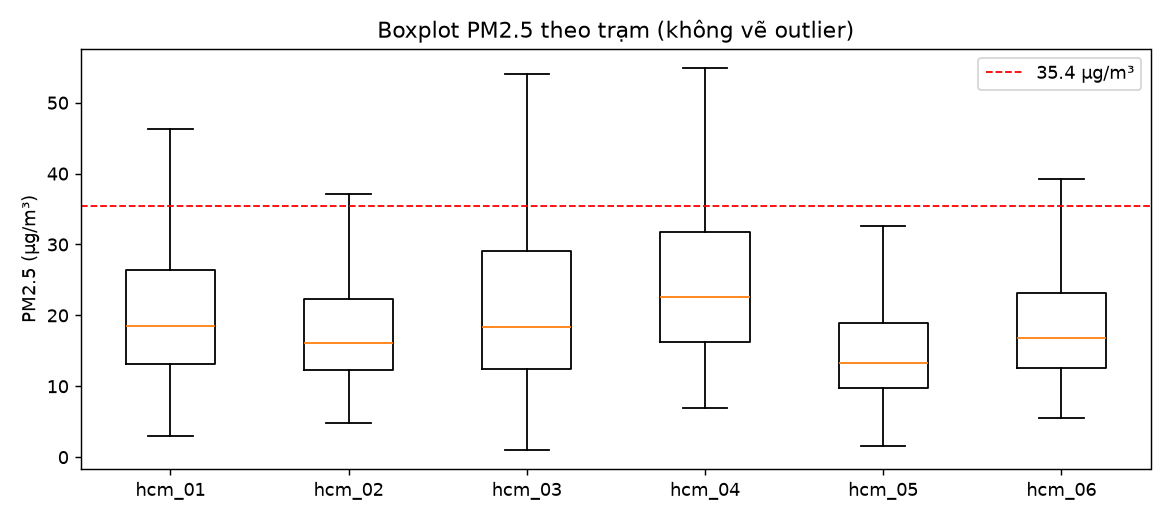 Boxplot PM2.5 theo trạm (không vẽ outlier)
35.4 µg/m³
PM2.5 (µg/m³)
50
40
30
20
10
0
hcm_01 hcm_02 hcm_03 hcm_04 hcm_05 hcm_06